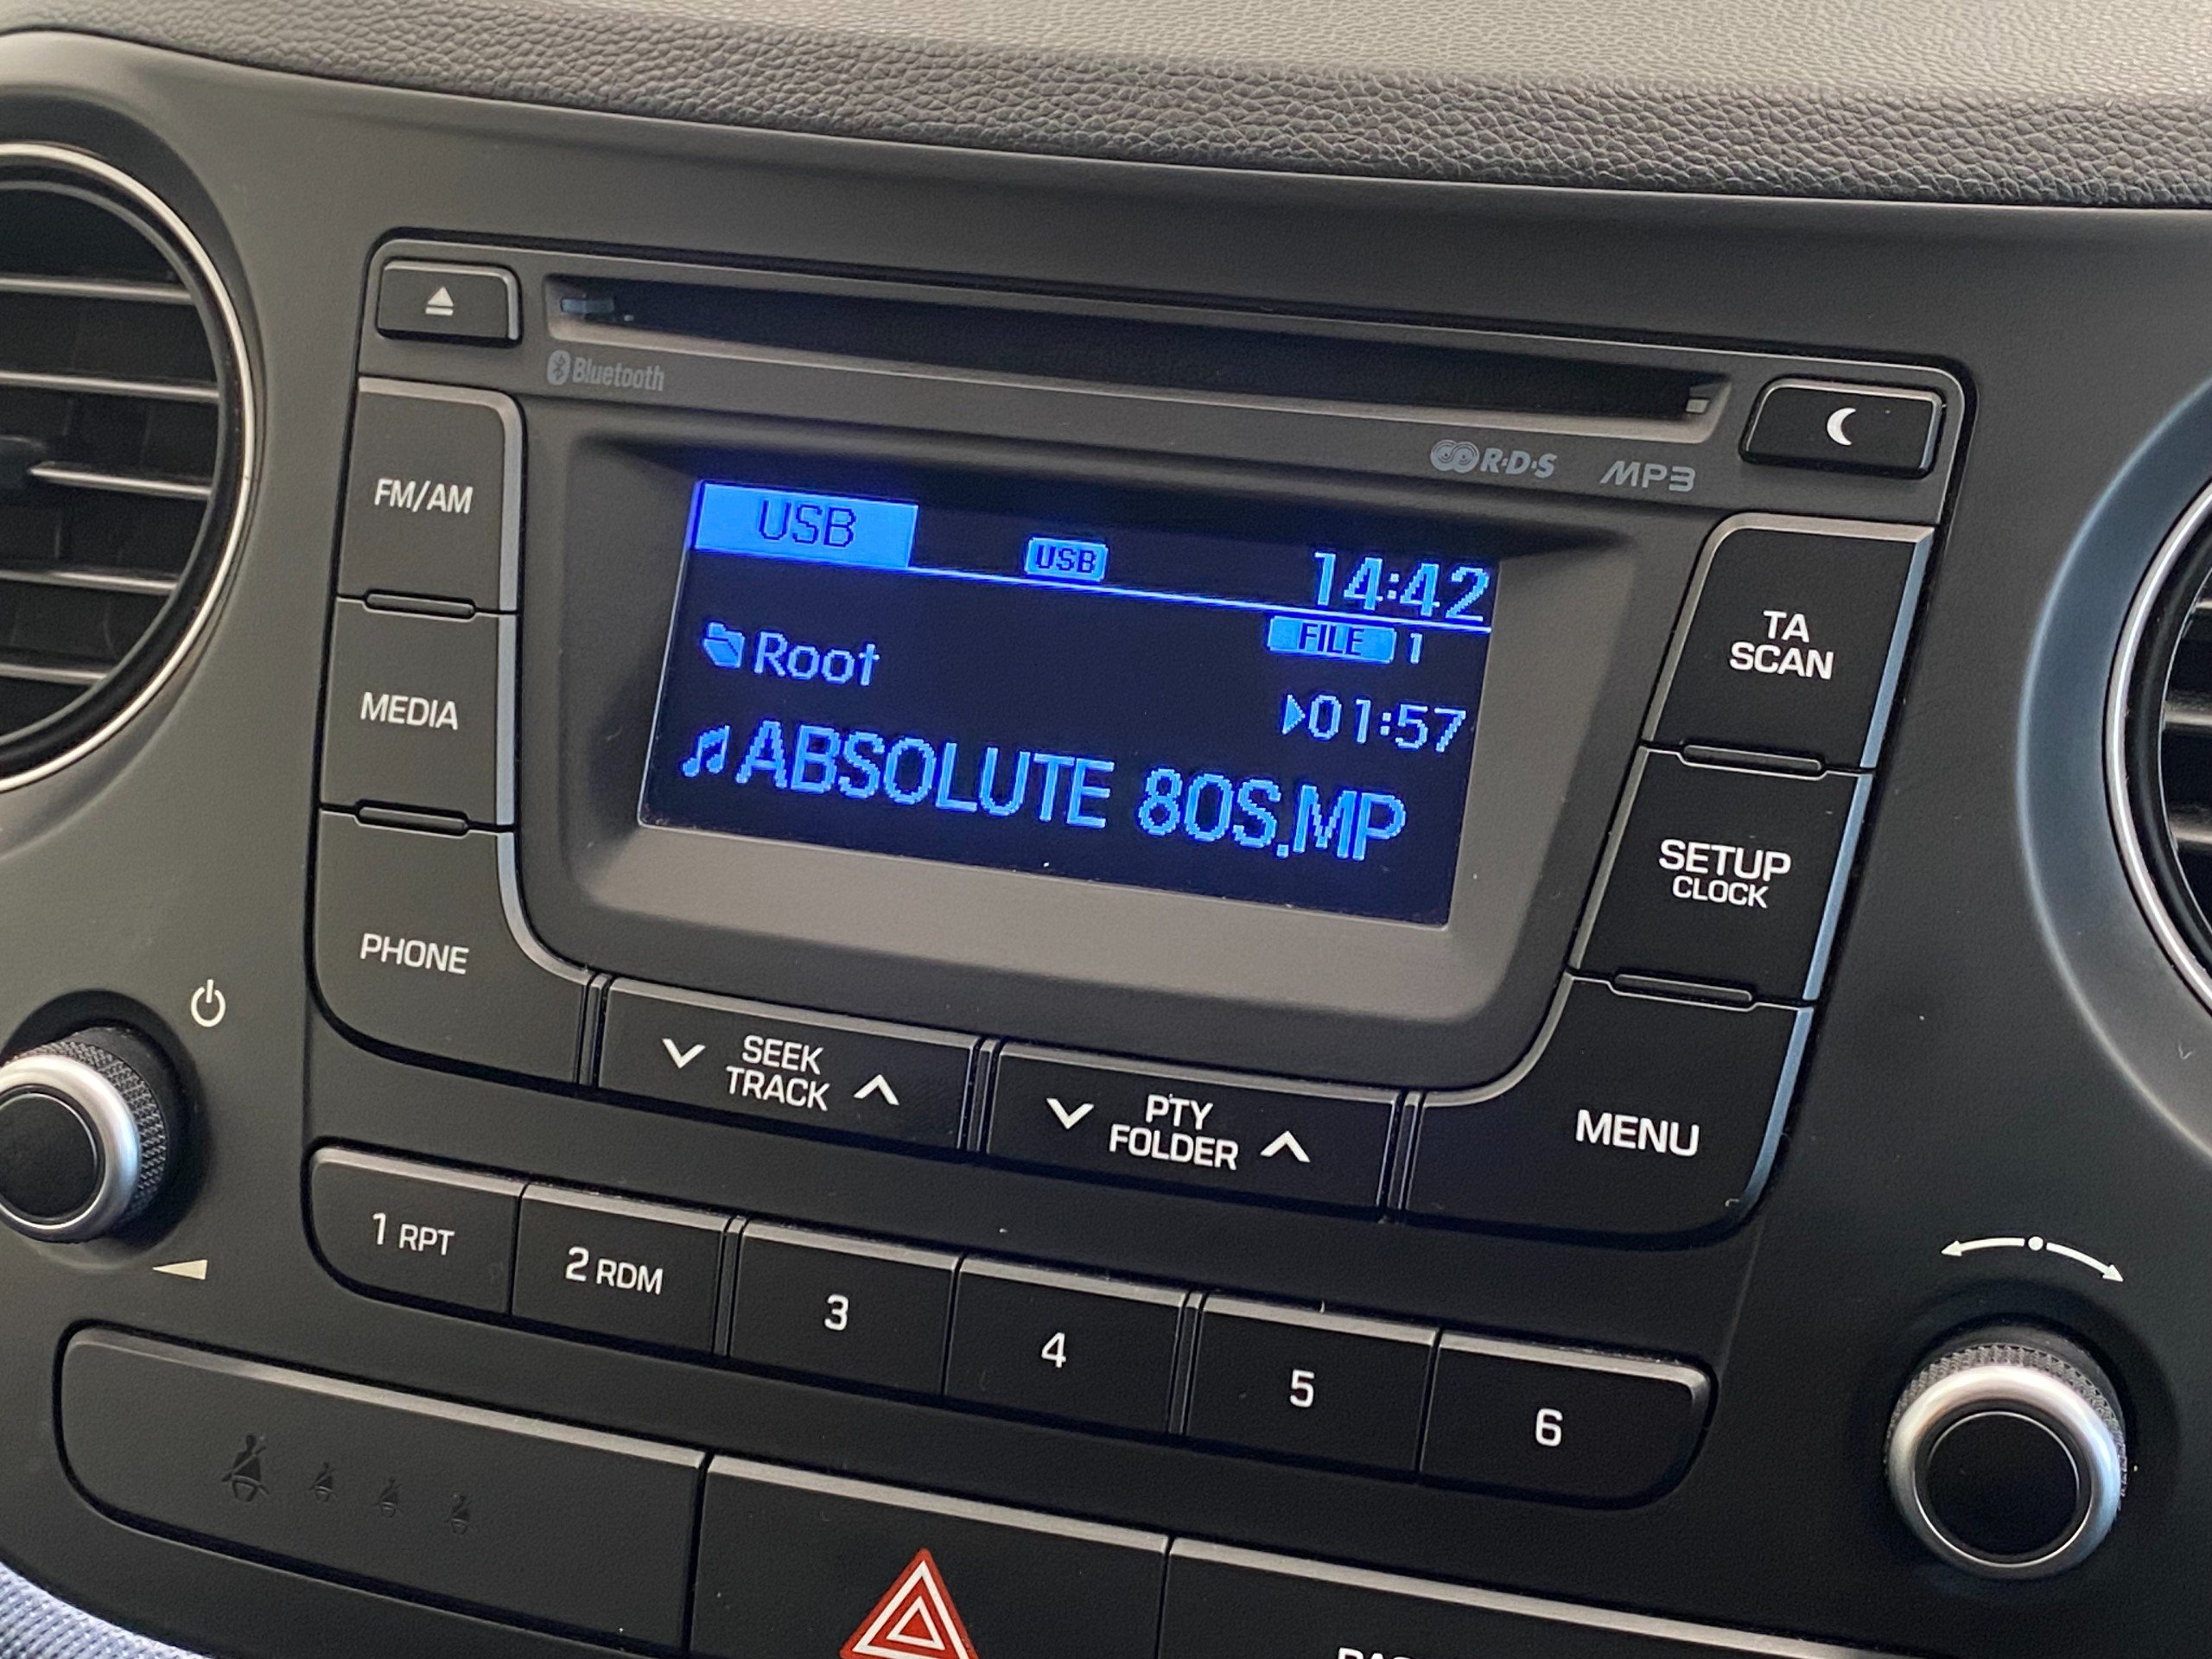 Bluetooth
R·D·S MP3
FM/AM
MEDIA
PHONE
USB USB 14:42
Root FILE 1
01:57
ABSOLUTE 80S.MP
TA
SCAN
SETUP
CLOCK
MENU
SEEK
TRACK
PTY
FOLDER
1 RPT
2 RDM
3
4
5
6